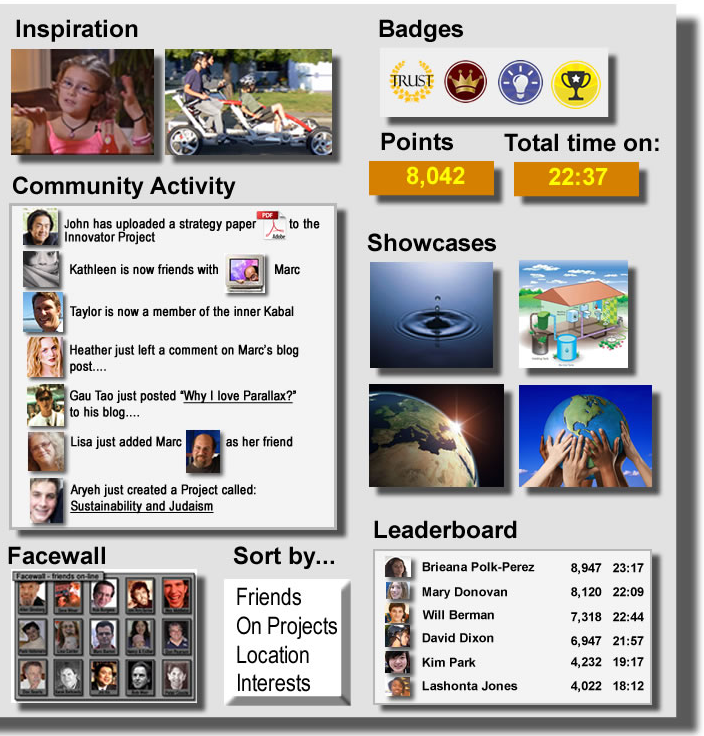 Inspiration
Badges
TRUST
Points
Total time on:
8,042
22:37
Community Activity
John has uploaded a strategy paper PDF Adobe to the
Innovator Project
Kathleen is now friends with Marc
Taylor is now a member of the inner Kabal
Heather just left a comment on Marc's blog
post....
Gau Tao just posted “Why I love Parallax?”
to his blog....
Lisa just added Marc as her friend
Aryeh just created a Project called:
Sustainability and Judaism
Showcases
Facewall
Facewall - friends on-line
Sort by...
Friends
On Projects
Location
Interests
Leaderboard
Brieana Polk-Perez 8,947 23:17
Mary Donovan 8,120 22:09
Will Berman 7,318 22:44
David Dixon 6,947 21:57
Kim Park 4,232 19:17
Lashonta Jones 4,022 18:12